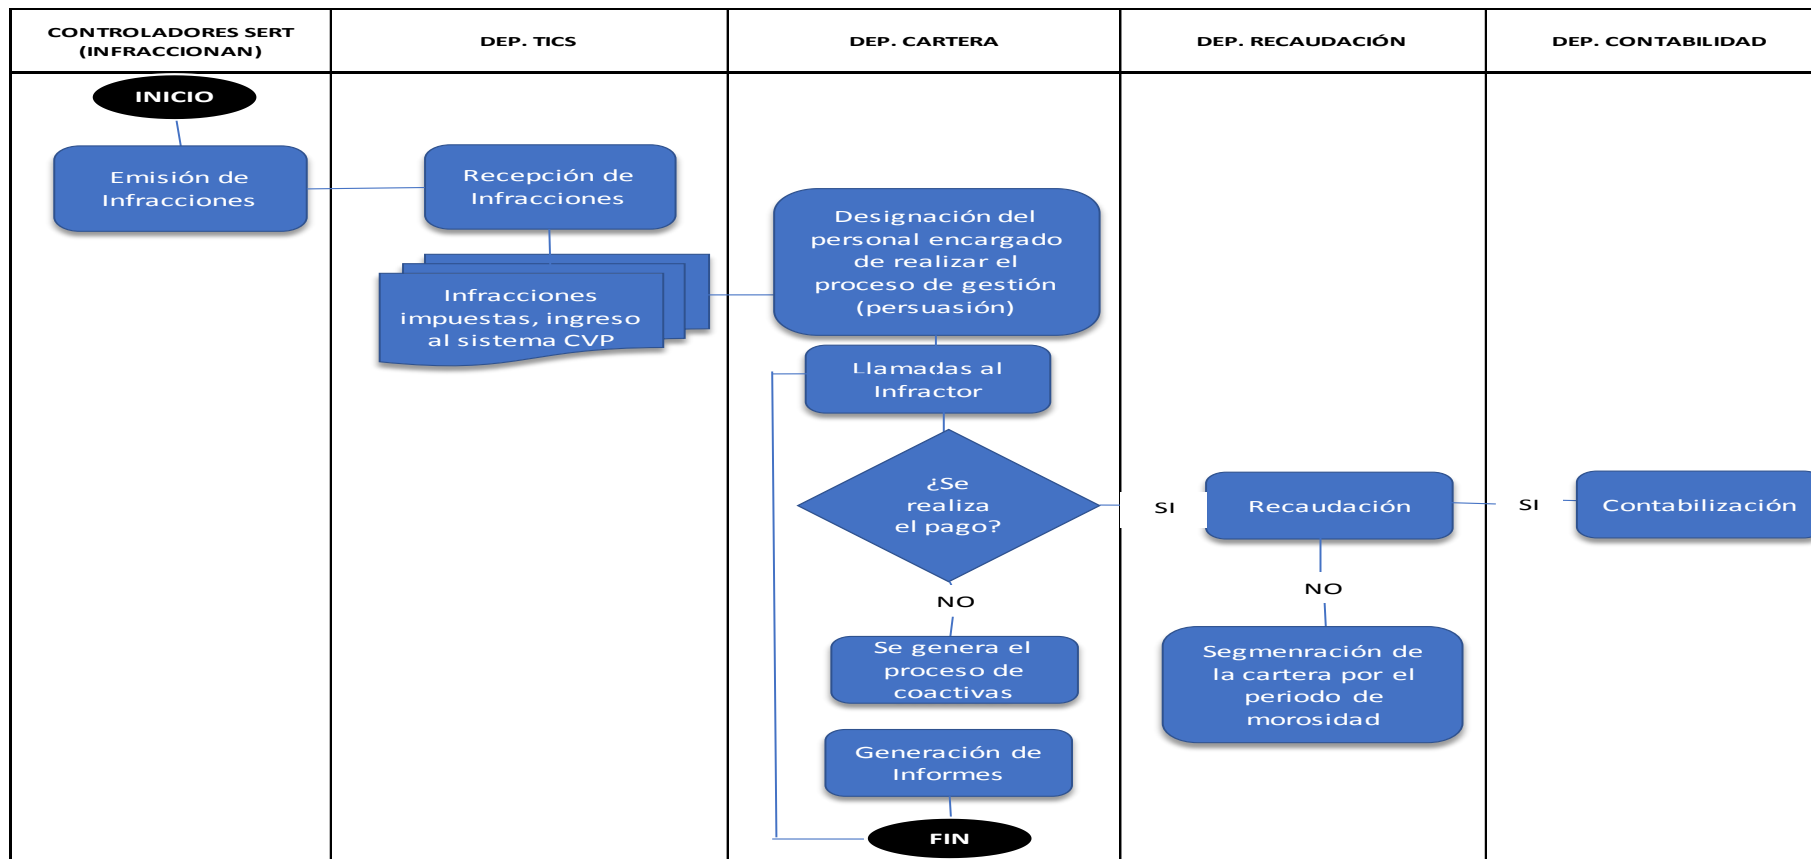 CONTROLADORES SERT
(INFRACCIONAN)
DEP. TICS
DEP. CARTERA
DEP. RECAUDACIÓN
DEP. CONTABILIDAD
INICIO
Emisión de
Infracciones
Recepción de
Infracciones
Infracciones
impuestas, ingreso
al sistema CVP
Designación del
personal encargado
de realizar el
proceso de gestión
(persuasión)
Llamadas al
Infractor
¿Se
realiza
el pago?
SI
Recaudación
SI
Contabilización
NO
Se genera el
proceso de
coactivas
NO
Segmenración de
la cartera por el
periodo de
morosidad
Generación de
Informes
FIN